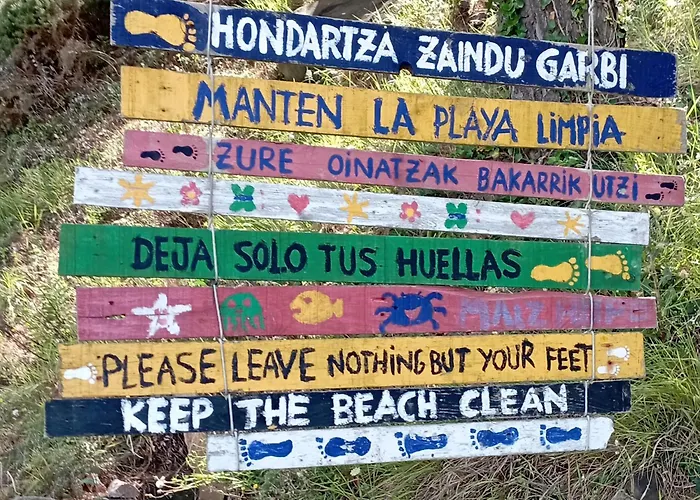 HONDARTZA ZAINDU GARBI
MANTEN LA PLAYA LiMPiA
ZURE OiNATZAK BAKARRiK UTZi
DEJA SOLO TUS HUELLAS
PLEASE LEAVE NOTHiNG BUT YOUR FEET
KEEP THE BEACH CLEAN